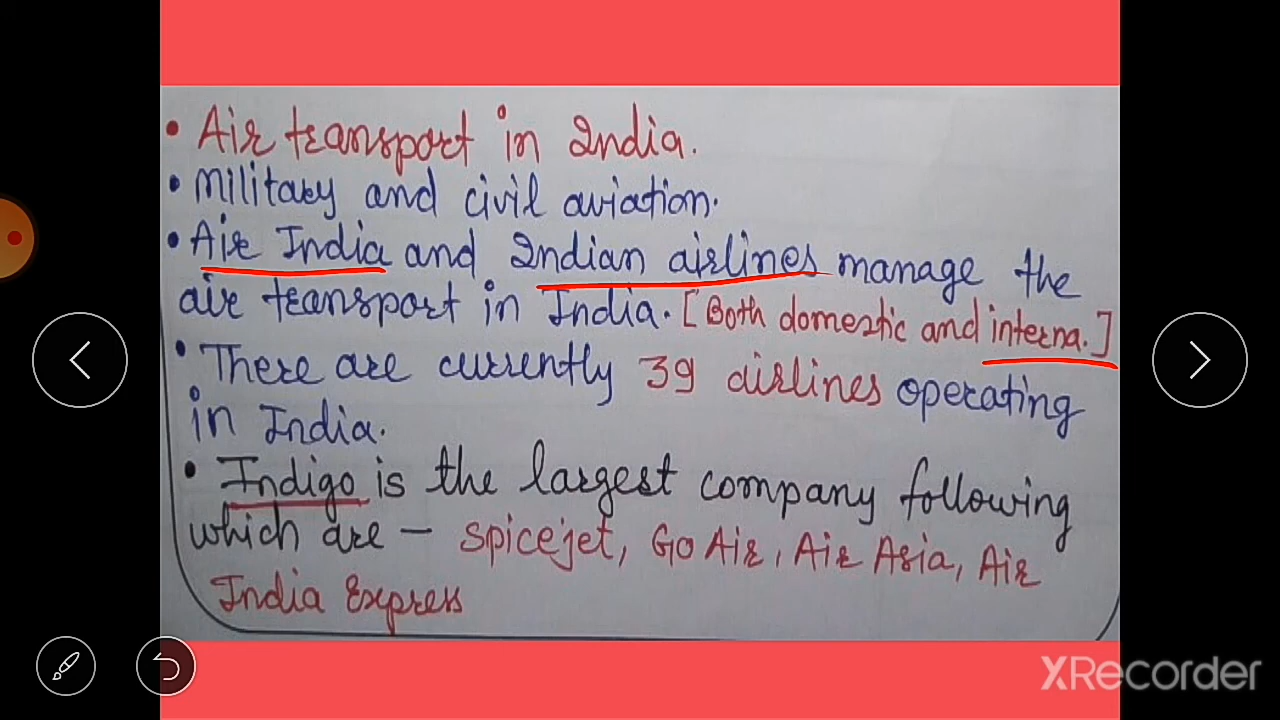 • Air transport in India.
• Military and civil aviation.
• Air India and Indian airlines manage the
air transport in India. [Both domestic and interna.]
• There are currently 39 airlines operating
in India.
• Indigo is the largest company following
which are – Spicejet, Go Air, Air Asia, Air
India Express
XRecorder